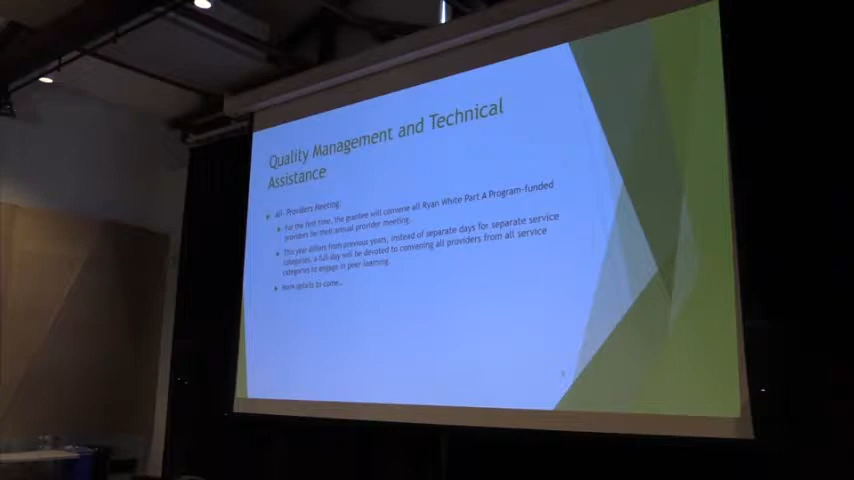 Quality Management and Technical
Assistance
All- Providers Meeting:
For the first time, the grantee will convene all Ryan White Part A Program-funded
providers for their annual provider meeting.
This year differs from previous years, instead of separate days for separate service
categories, a full-day will be devoted to convening all providers from all service
categories to engage in peer learning.
More details to come…